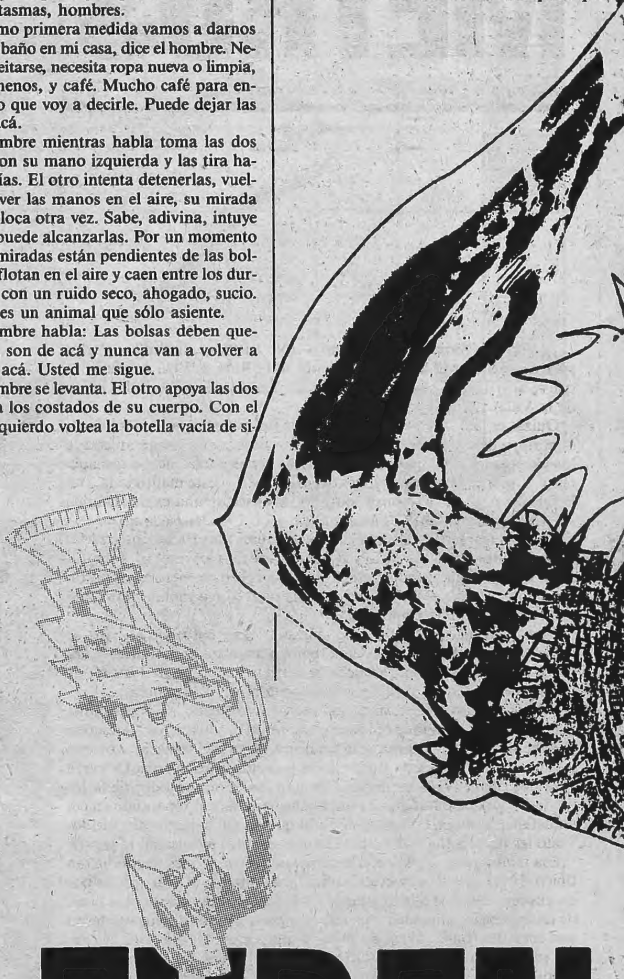 tasmas, hombres.
mo primera medida vamos a darnos
baño en mi casa, dice el hombre. Ne-
eitarse, necesita ropa nueva o limpia,
enos, y café. Mucho café para en-
o que voy a decirle. Puede dejar las
cá.
mbre mientras habla toma las dos
on su mano izquierda y las tira ha-
ías. El otro intenta detenerlas, vuel-
ver las manos en el aire, su mirada
loca otra vez. Sabe, adivina, intuye
puede alcanzarlas. Por un momento
miradas están pendientes de las bol-
flotan en el aire y caen entre los dur-
con un ruido seco, ahogado, sucio.
es un animal que sólo asiente.
mbre habla: Las bolsas deben que-
son de acá y nunca van a volver a
acá. Usted me sigue.
mbre se levanta. El otro apoya las dos
a los costados de su cuerpo. Con el
quierdo voltea la botella vacía de si-